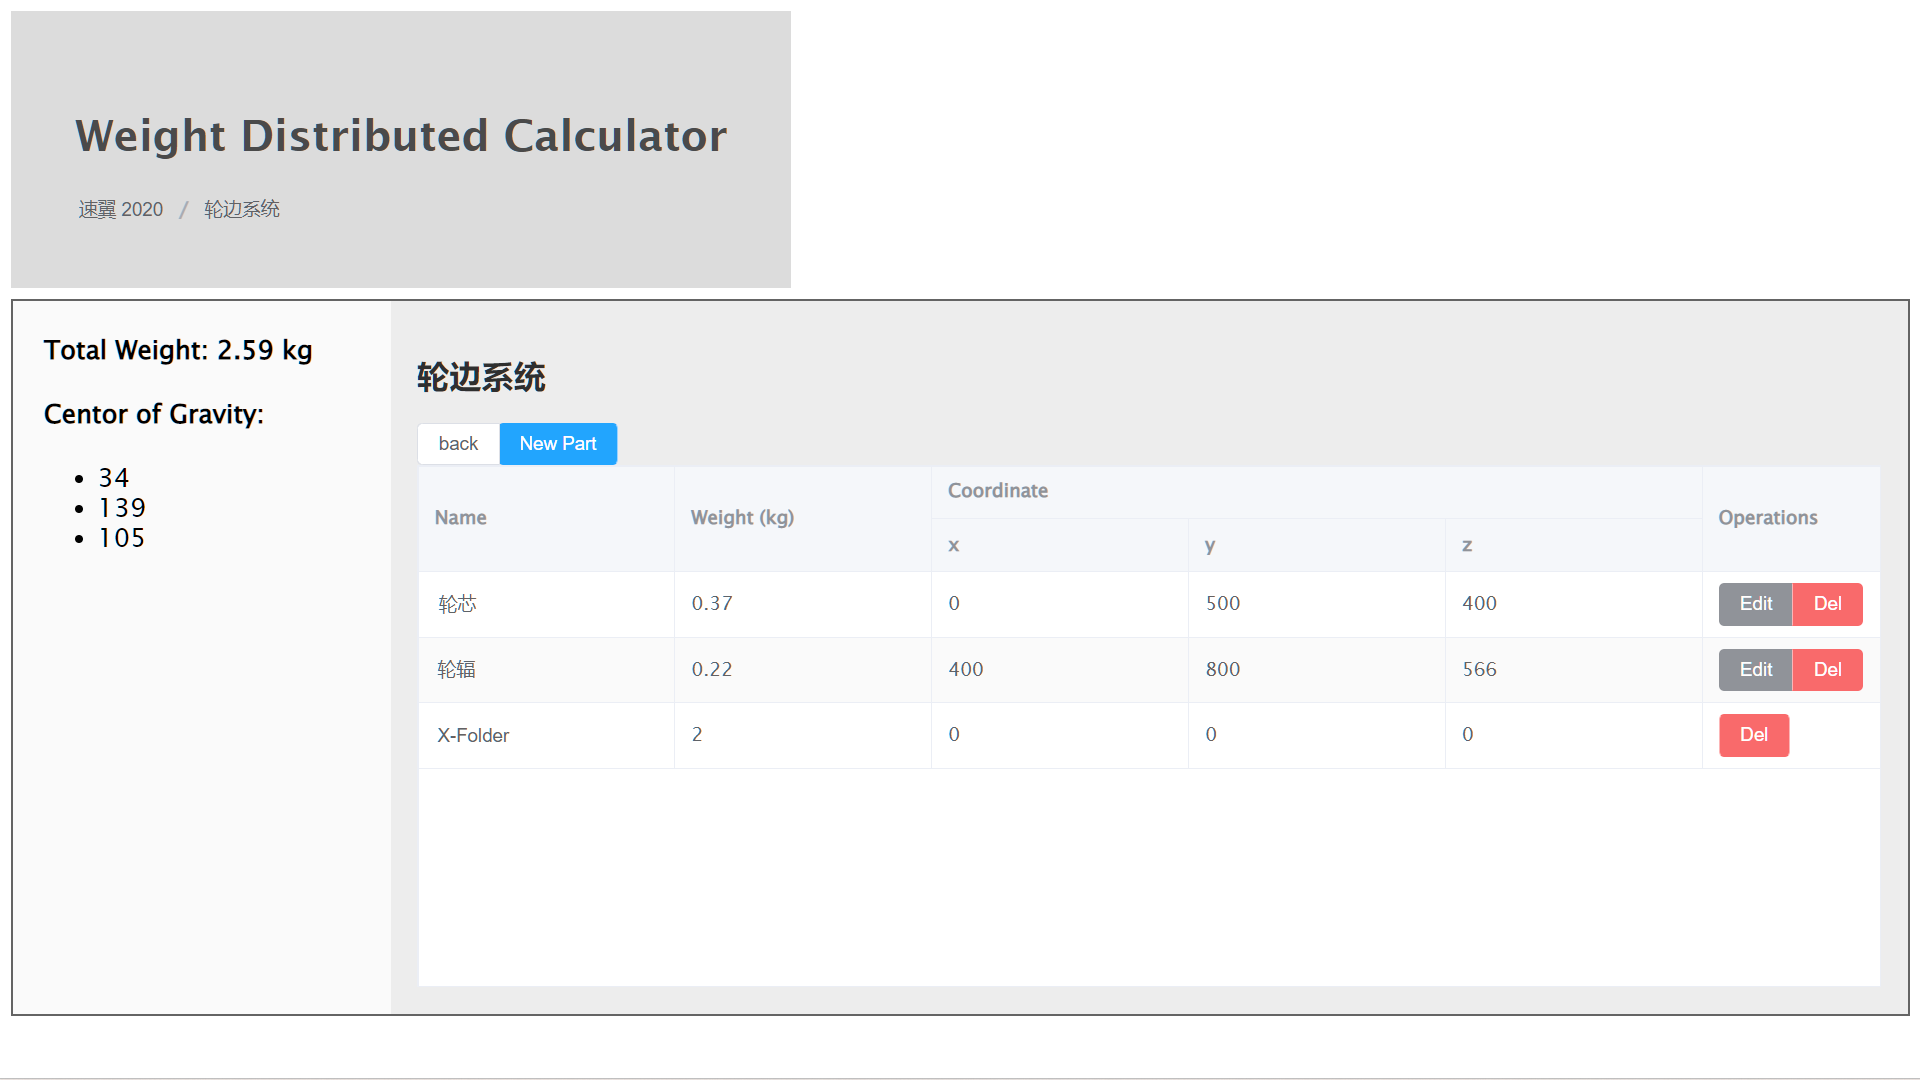 Weight Distributed Calculator
速翼 2020 / 轮边系统
Total Weight: 2.59 kg
Centor of Gravity:
34
139
105
轮边系统
back New Part
Name Weight (kg) Coordinate Operations
x y z
轮芯 0.37 0 500 400 Edit Del
轮辐 0.22 400 800 566 Edit Del
X-Folder 2 0 0 0 Del